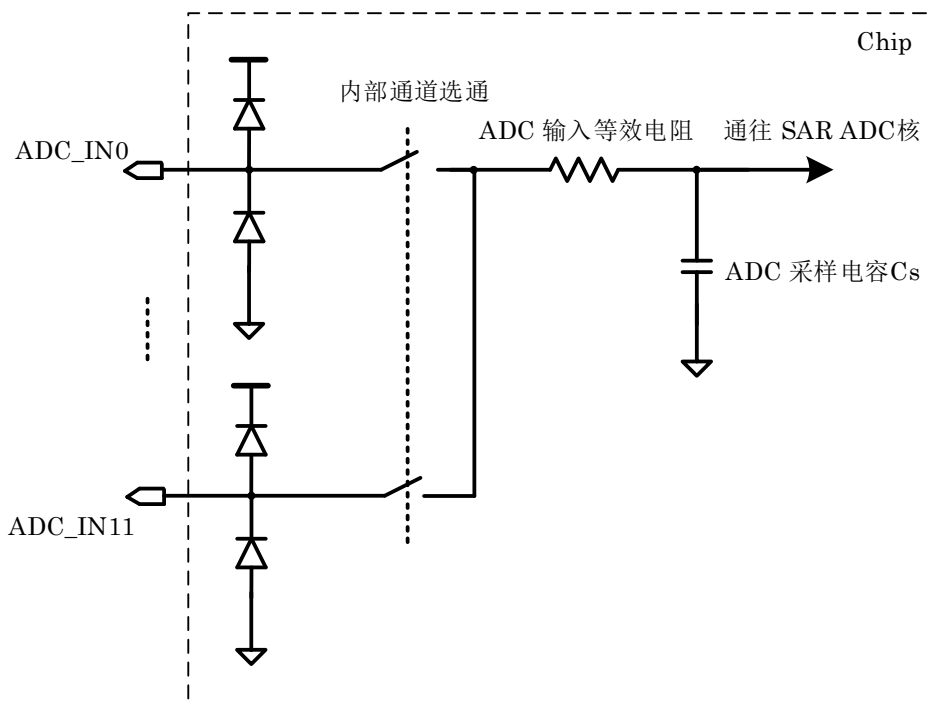 Chip
内部通道选通
ADC 输入等效电阻
通往 SAR ADC核
ADC_IN0
ADC 采样电容Cs
ADC_IN11